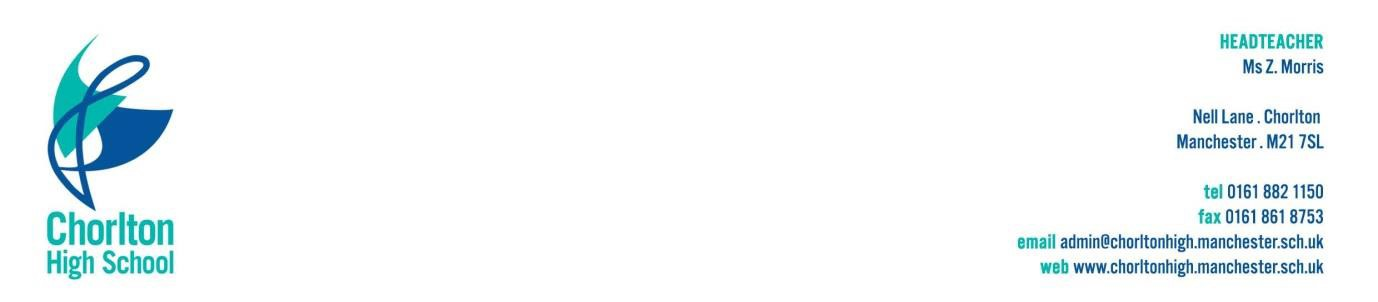 Chorlton
High School
HEADTEACHER
Ms Z. Morris
Nell Lane . Chorlton
Manchester . M21 7SL
tel 0161 882 1150
fax 0161 861 8753
email admin@chorltonhigh.manchester.sch.uk
web www.chorltonhigh.manchester.sch.uk